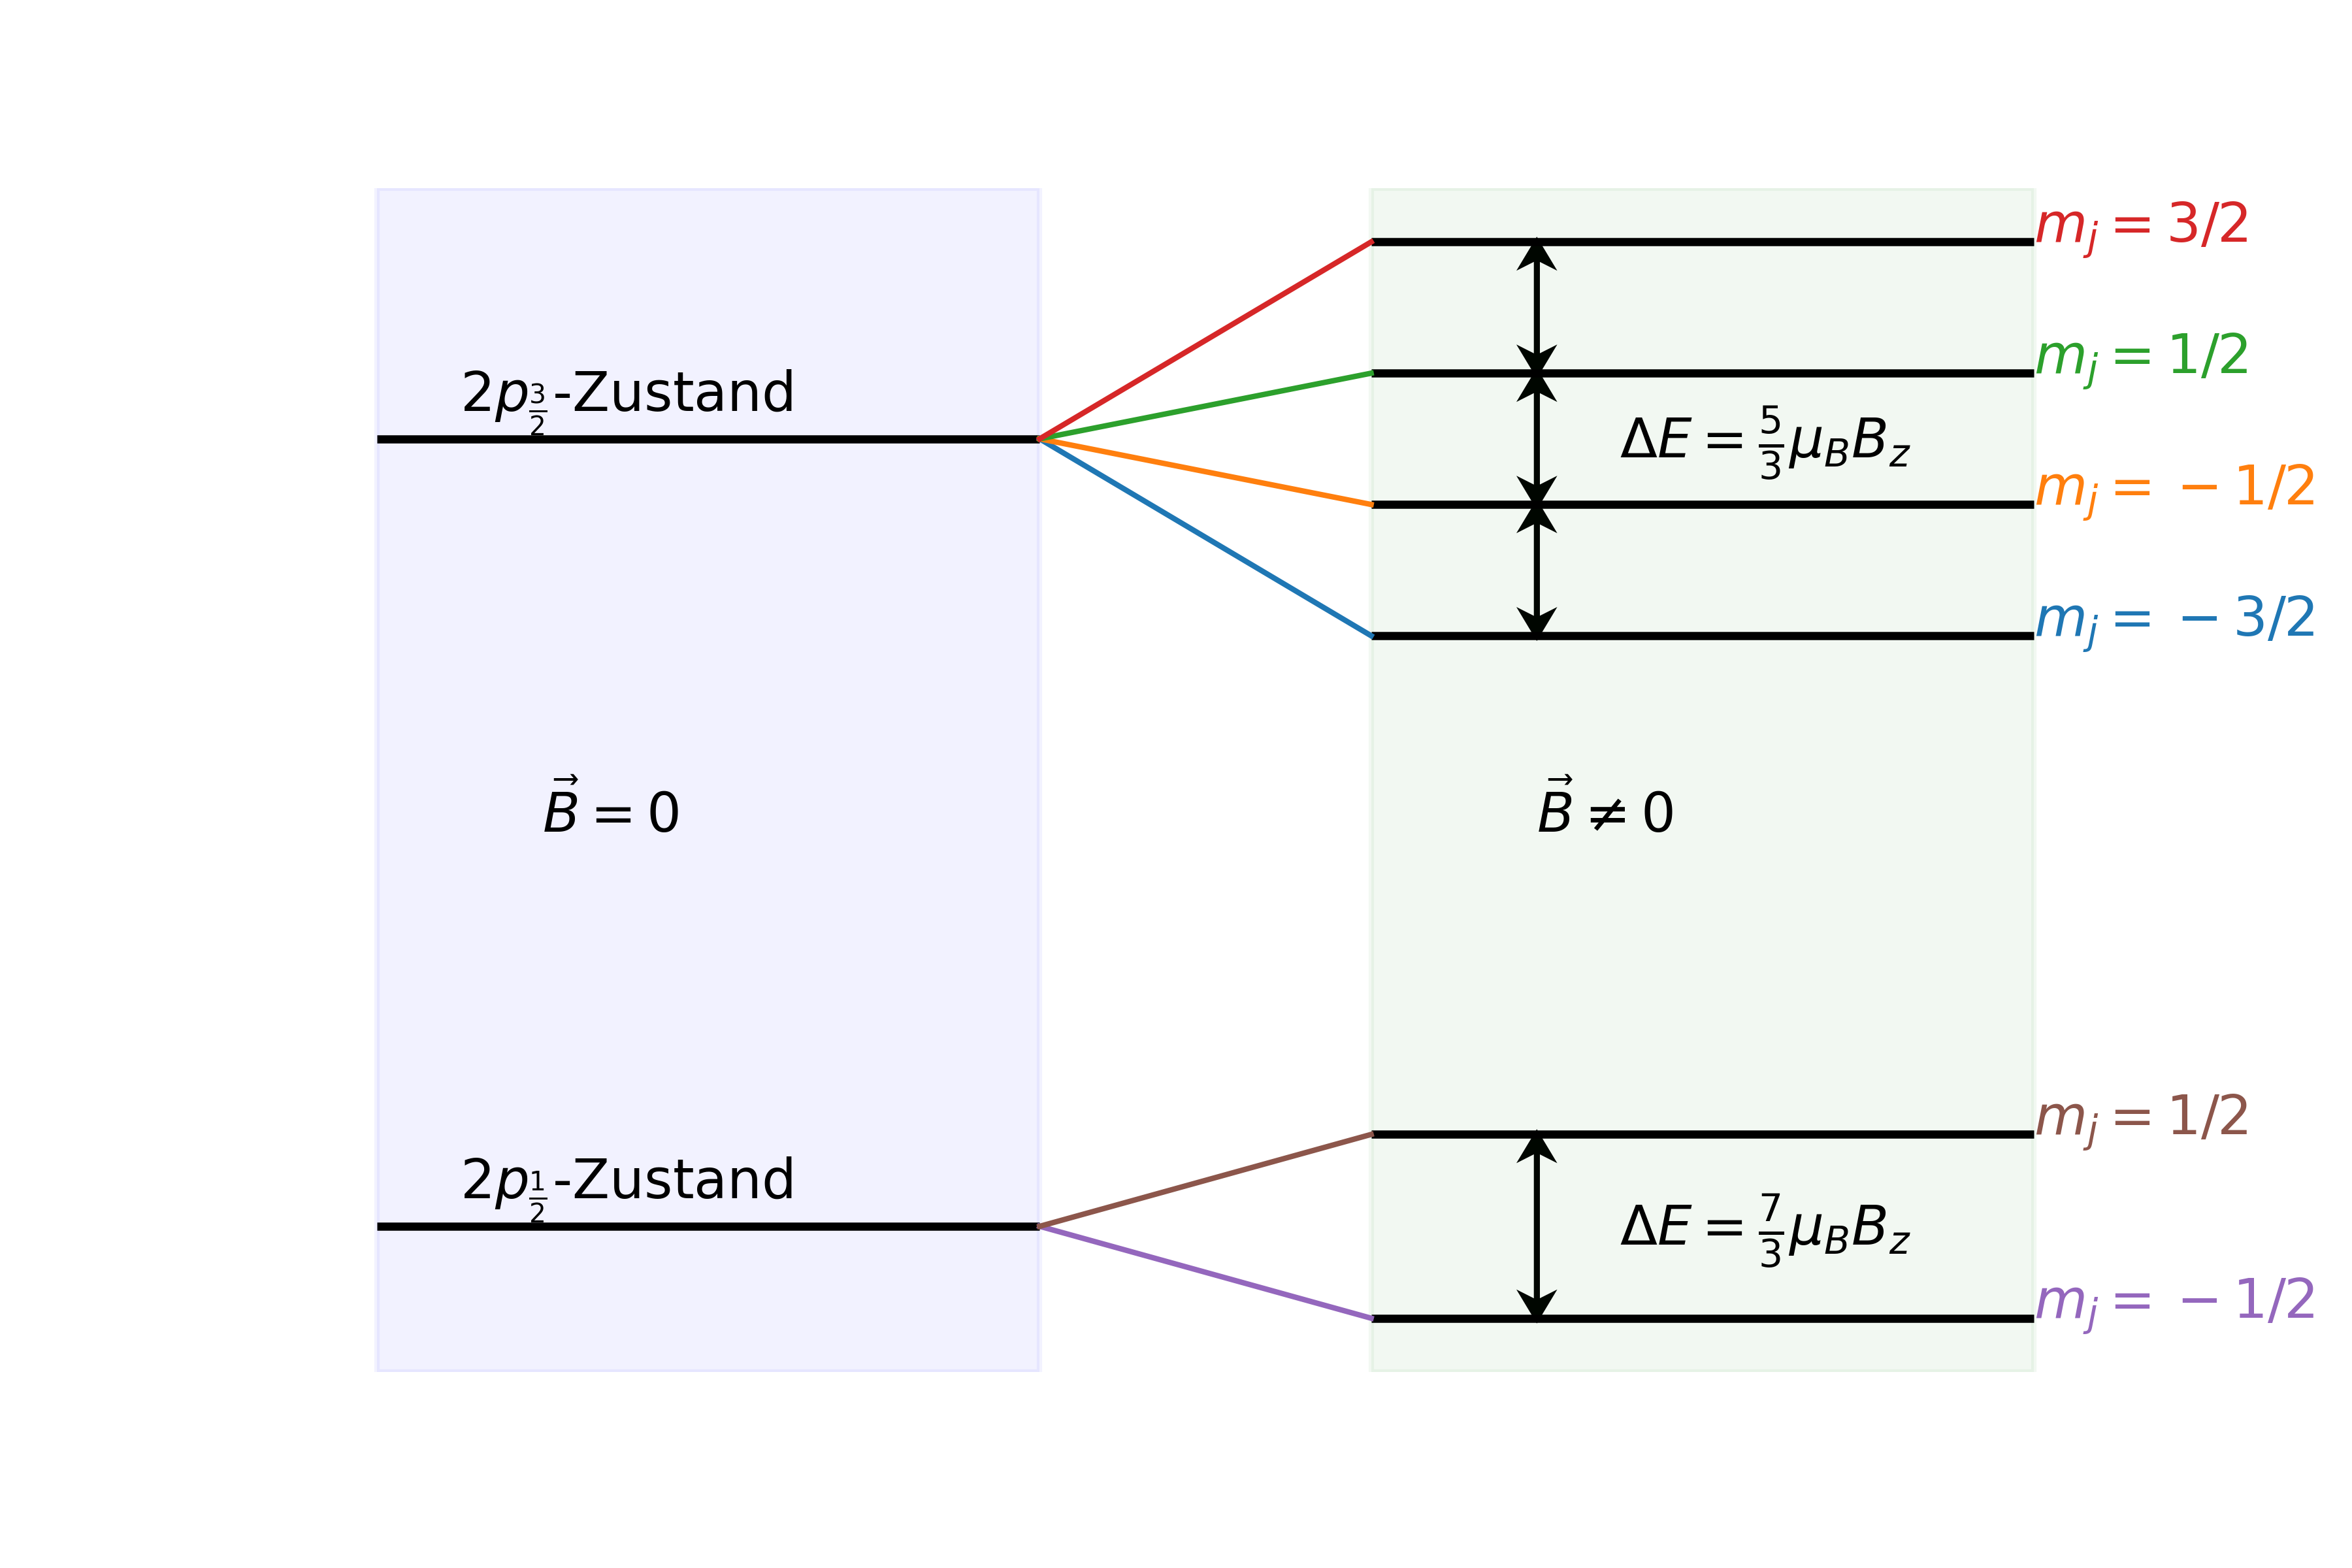 $m_j = 3/2$
$m_j = 1/2$
$2p_{\frac{3}{2}}$-Zustand
$\Delta E = \frac{5}{3}\mu_B B_z$
$m_j = -1/2$
$m_j = -3/2$
$\vec{B} = 0$
$\vec{B} \neq 0$
$m_j = 1/2$
$2p_{\frac{1}{2}}$-Zustand
$\Delta E = \frac{7}{3}\mu_B B_z$
$m_j = -1/2$